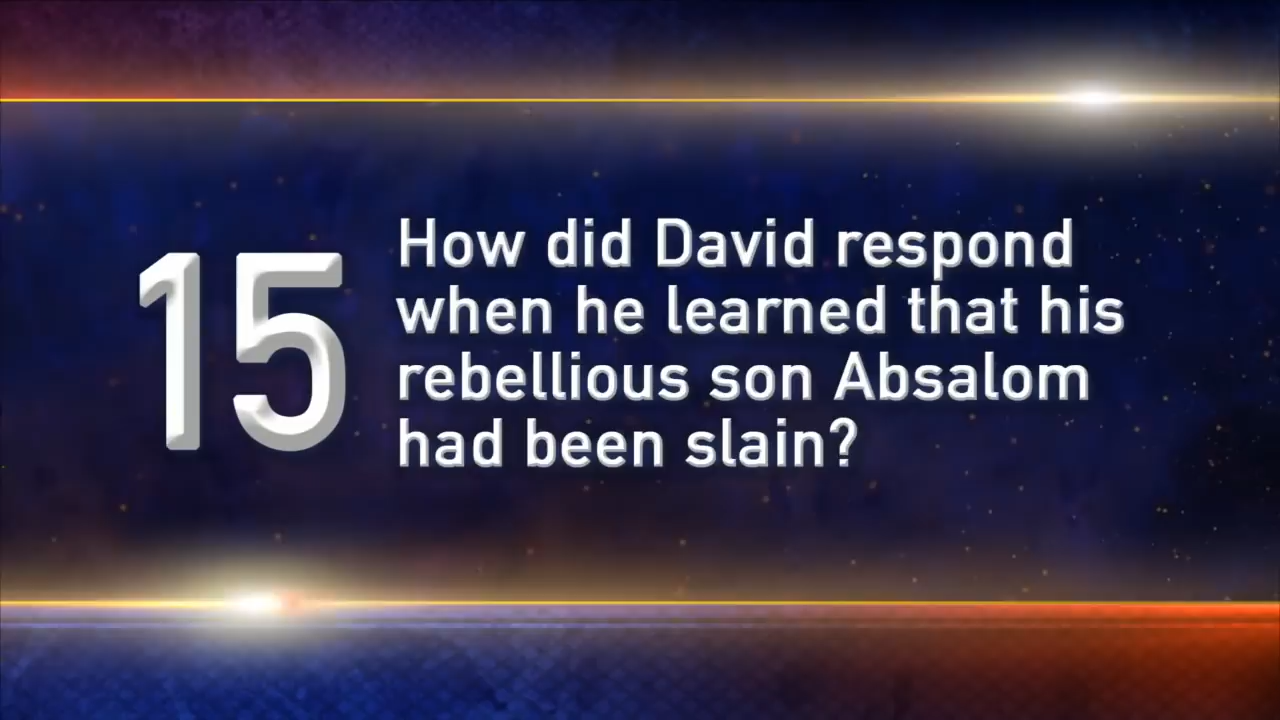 15
How did David respond
when he learned that his
rebellious son Absalom
had been slain?